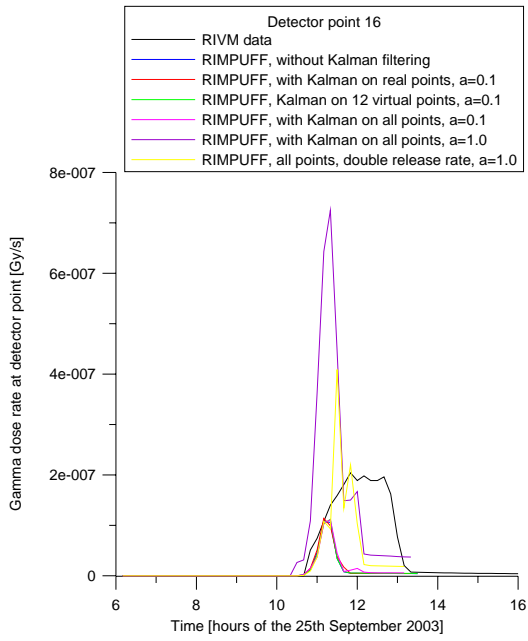 Detector point 16
RIVM data
RIMPUFF, without Kalman filtering
RIMPUFF, with Kalman on real points, a=0.1
RIMPUFF, Kalman on 12 virtual points, a=0.1
RIMPUFF, with Kalman on all points, a=0.1
RIMPUFF, with Kalman on all points, a=1.0
RIMPUFF, all points, double release rate, a=1.0
8e-007
6e-007
4e-007
2e-007
0
Gamma dose rate at detector point [Gy/s]
6 8 10 12 14 16
Time [hours of the 25th September 2003]